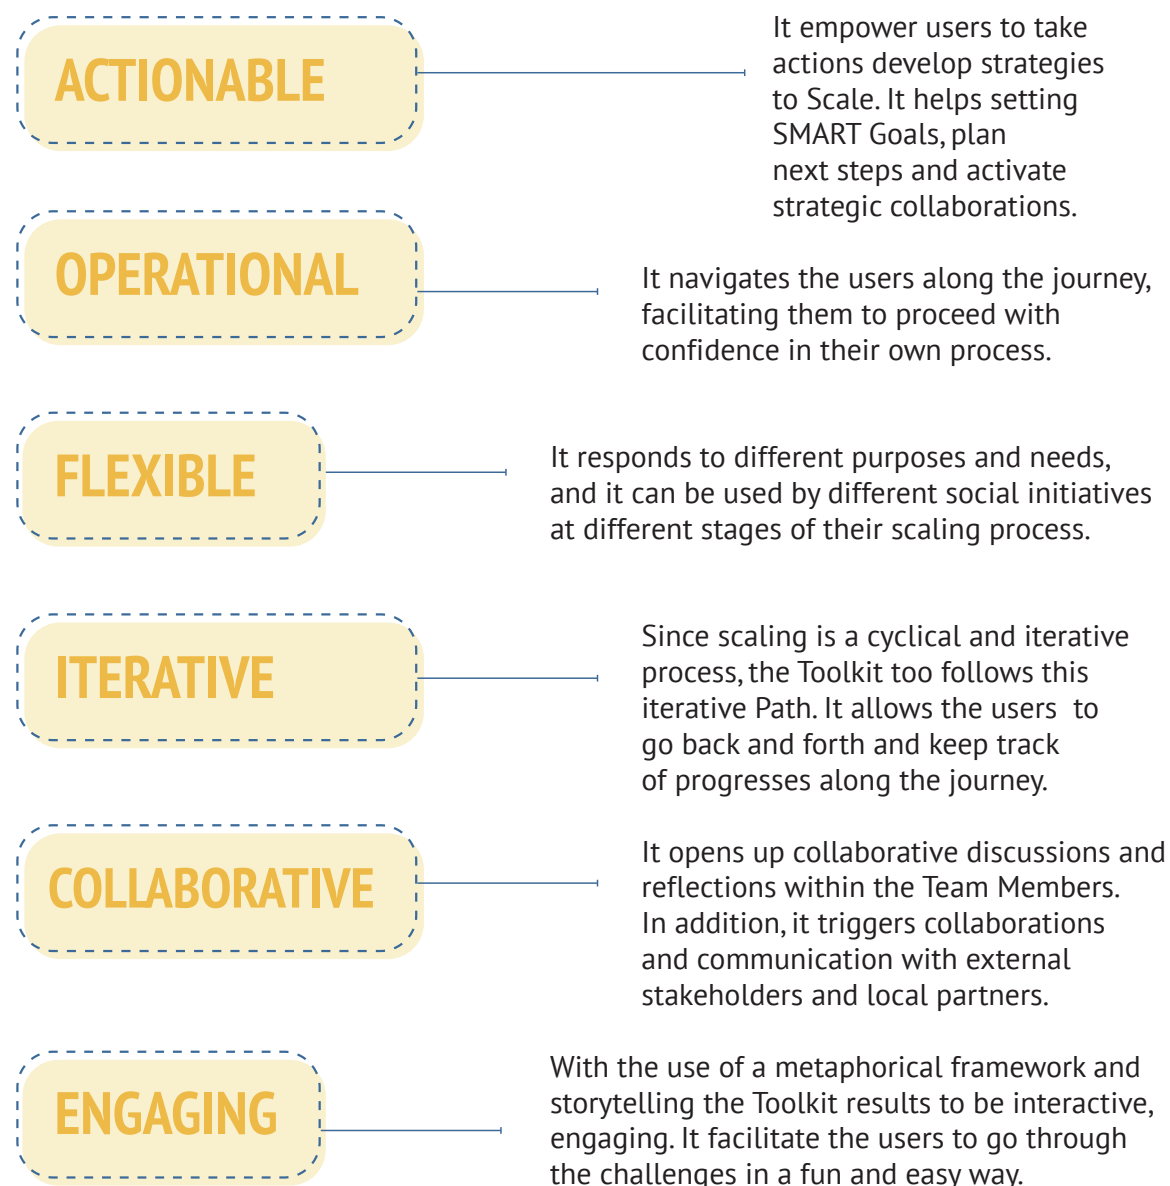 ACTIONABLE
It empower users to take
actions develop strategies
to Scale. It helps setting
SMART Goals, plan
next steps and activate
strategic collaborations.
OPERATIONAL
It navigates the users along the journey,
facilitating them to proceed with
confidence in their own process.
FLEXIBLE
It responds to different purposes and needs,
and it can be used by different social initiatives
at different stages of their scaling process.
ITERATIVE
Since scaling is a cyclical and iterative
process, the Toolkit too follows this
iterative Path. It allows the users  to
go back and forth and keep track
of progresses along the journey.
COLLABORATIVE
It opens up collaborative discussions and
reflections within the Team Members.
In addition, it triggers collaborations
and communication with external
stakeholders and local partners.
ENGAGING
With the use of a metaphorical framework and
storytelling the Toolkit results to be interactive,
engaging. It facilitate the users to go through
the challenges in a fun and easy way.